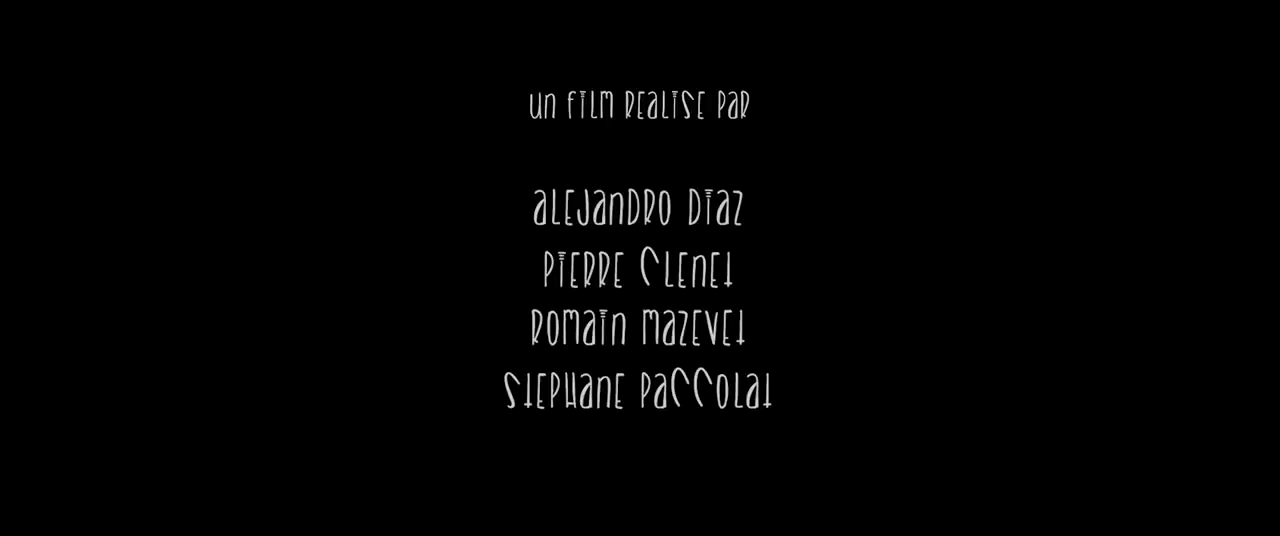 un film realise par
alejandro diaz
pierre clenet
romain mazevet
stephane paccolat